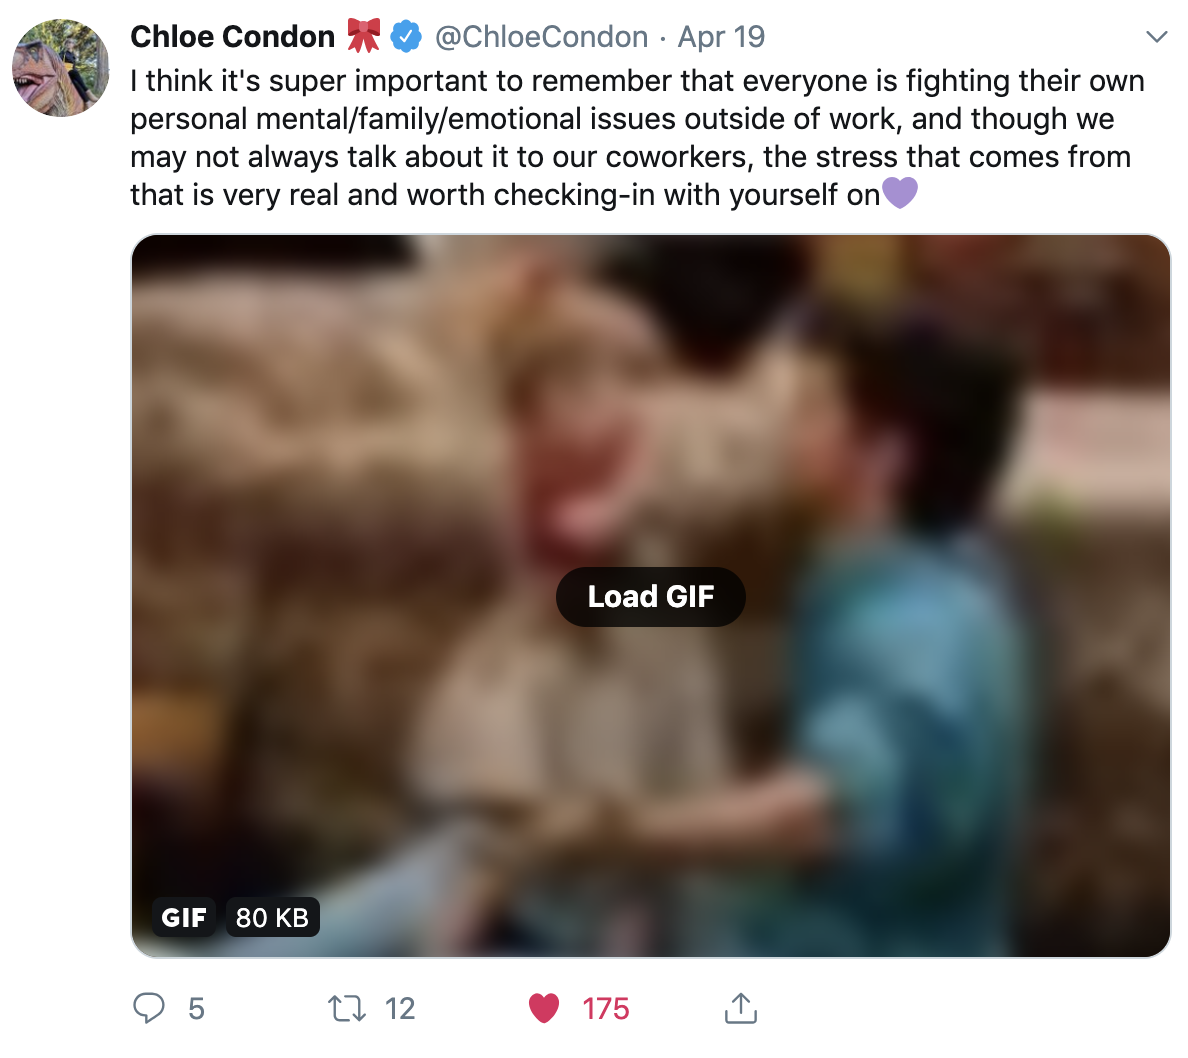 Chloe Condon 🎀 @ChloeCondon · Apr 19
I think it's super important to remember that everyone is fighting their own
personal mental/family/emotional issues outside of work, and though we
may not always talk about it to our coworkers, the stress that comes from
that is very real and worth checking-in with yourself on💜
Load GIF
GIF 80 KB
5 12 175